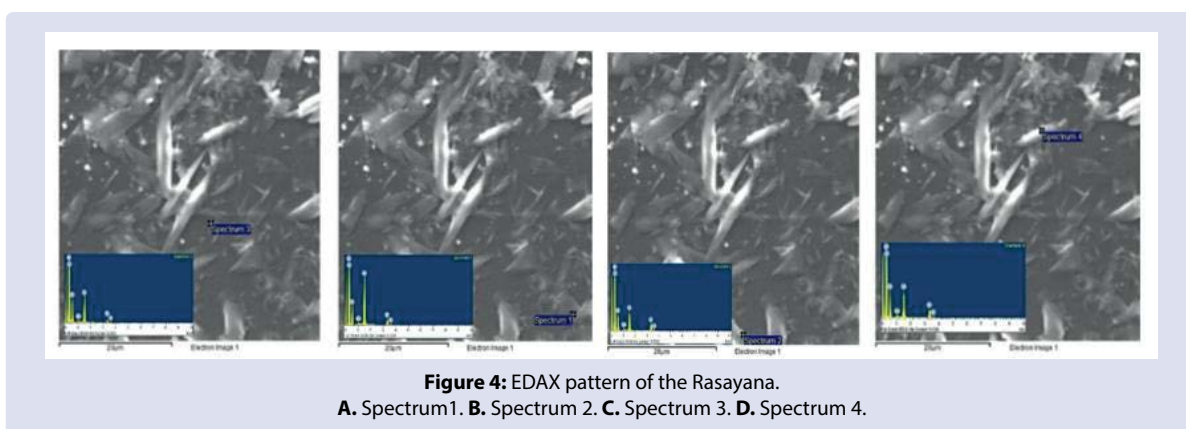 Spectrum 3
Spectrum 1
Spectrum 2
Spectrum 4
20µm Electron Image 1
20µm Electron Image 1
20µm Electron Image 1
20µm Electron Image 1
Figure 4: EDAX pattern of the Rasayana.
A. Spectrum1. B. Spectrum 2. C. Spectrum 3. D. Spectrum 4.